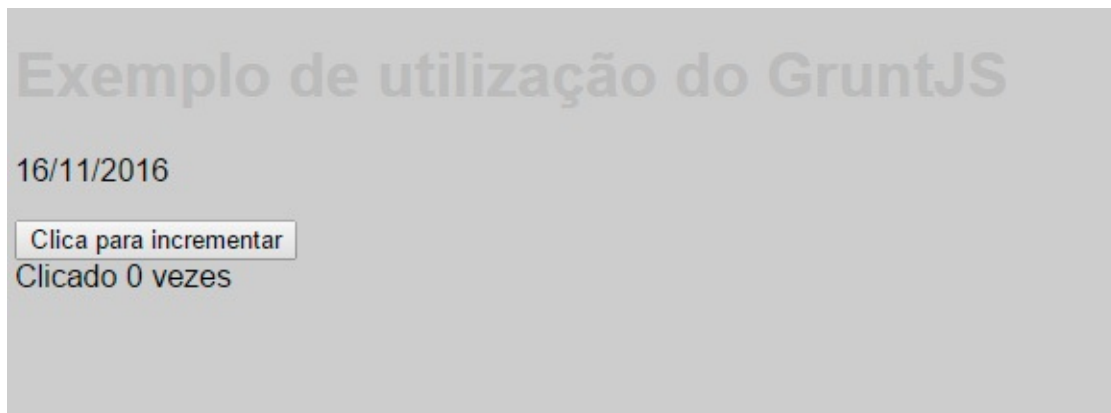 Exemplo de utilização do GruntJS
16/11/2016
Clica para incrementar
Clicado 0 vezes